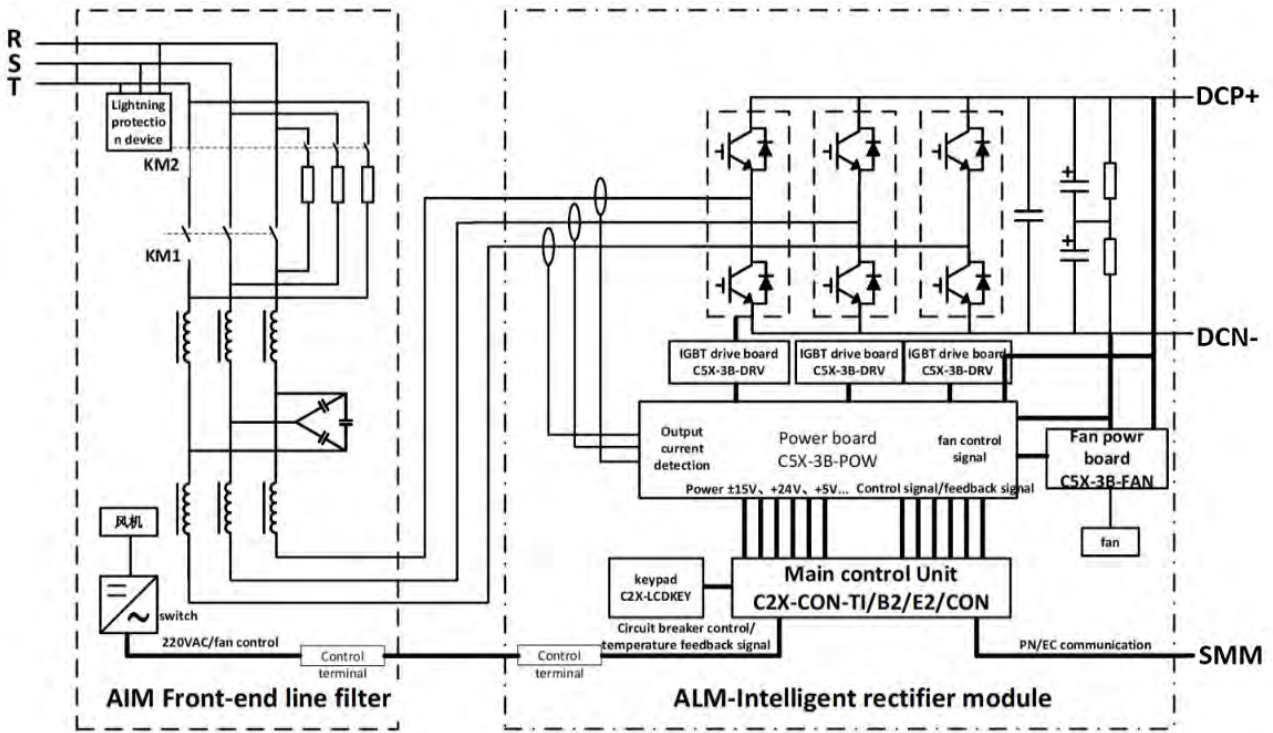 R
S
T
Lightning
protectio
n device
KM2
KM1
风机
switch
220VAC/fan control
Control
terminal
AIM Front-end line filter
DCP+
DCN-
IGBT drive board
C5X-3B-DRV
IGBT drive board
C5X-3B-DRV
IGBT drive board
C5X-3B-DRV
Output
current
detection
Power board
C5X-3B-POW
fan control
signal
Power ±15V、+24V、+5V...
Control signal/feedback signal
Fan powr
board
C5X-3B-FAN
fan
keypad
C2X-LCDKEY
Main control Unit
C2X-CON-TI/B2/E2/CON
Circuit breaker control/
temperature feedback signal
Control
terminal
PN/EC communication
SMM
ALM-Intelligent rectifier module